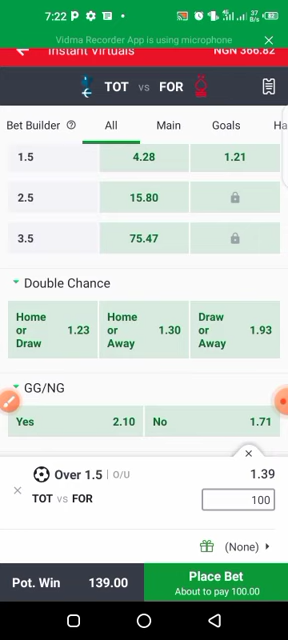 7:22 P
Vidma Recorder App is using microphone
Instant Virtuals NGN 366.82
TOT vs FOR
Bet Builder All Main Goals Ha
1.5 4.28 1.21
2.5 15.80
3.5 75.47
Double Chance
Home or Draw 1.23 Home or Away 1.30 Draw or Away 1.93
GG/NG
Yes 2.10 No 1.71
Over 1.5 | O/U 1.39
TOT vs FOR 100
(None)
Pot. Win 139.00 Place Bet
About to pay 100.00